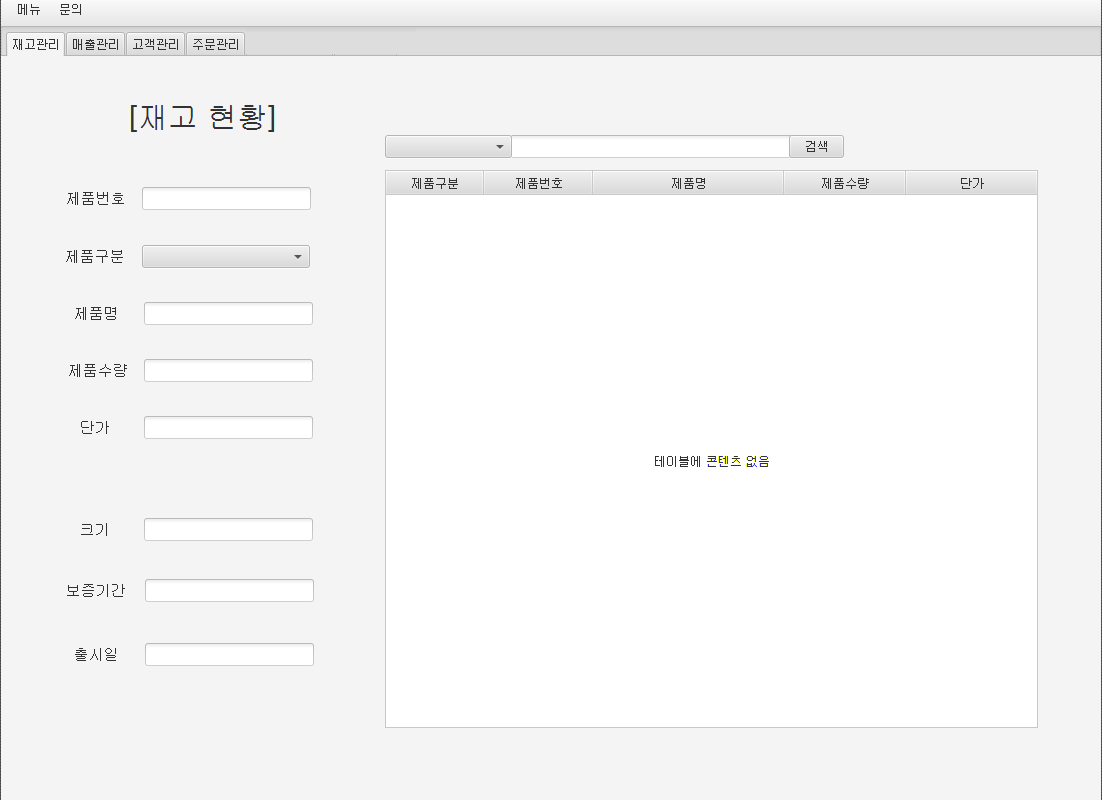 메뉴 문의
재고관리 매출관리 고객관리 주문관리
[재고 현황]
검색
제품번호
제품구분
제품명
제품수량
단가
크기
보증기간
출시일
제품구분 제품번호 제품명 제품수량 단가
테이블에 콘텐츠 없음